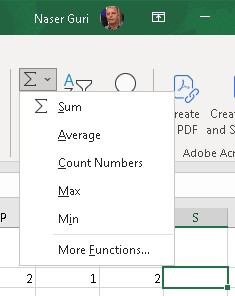 Naser Guri
Sum
Average
Count Numbers
Max
Min
More Functions...
reate
PDF
Creat
and S
Adobe Acr
P
S
2
1
2